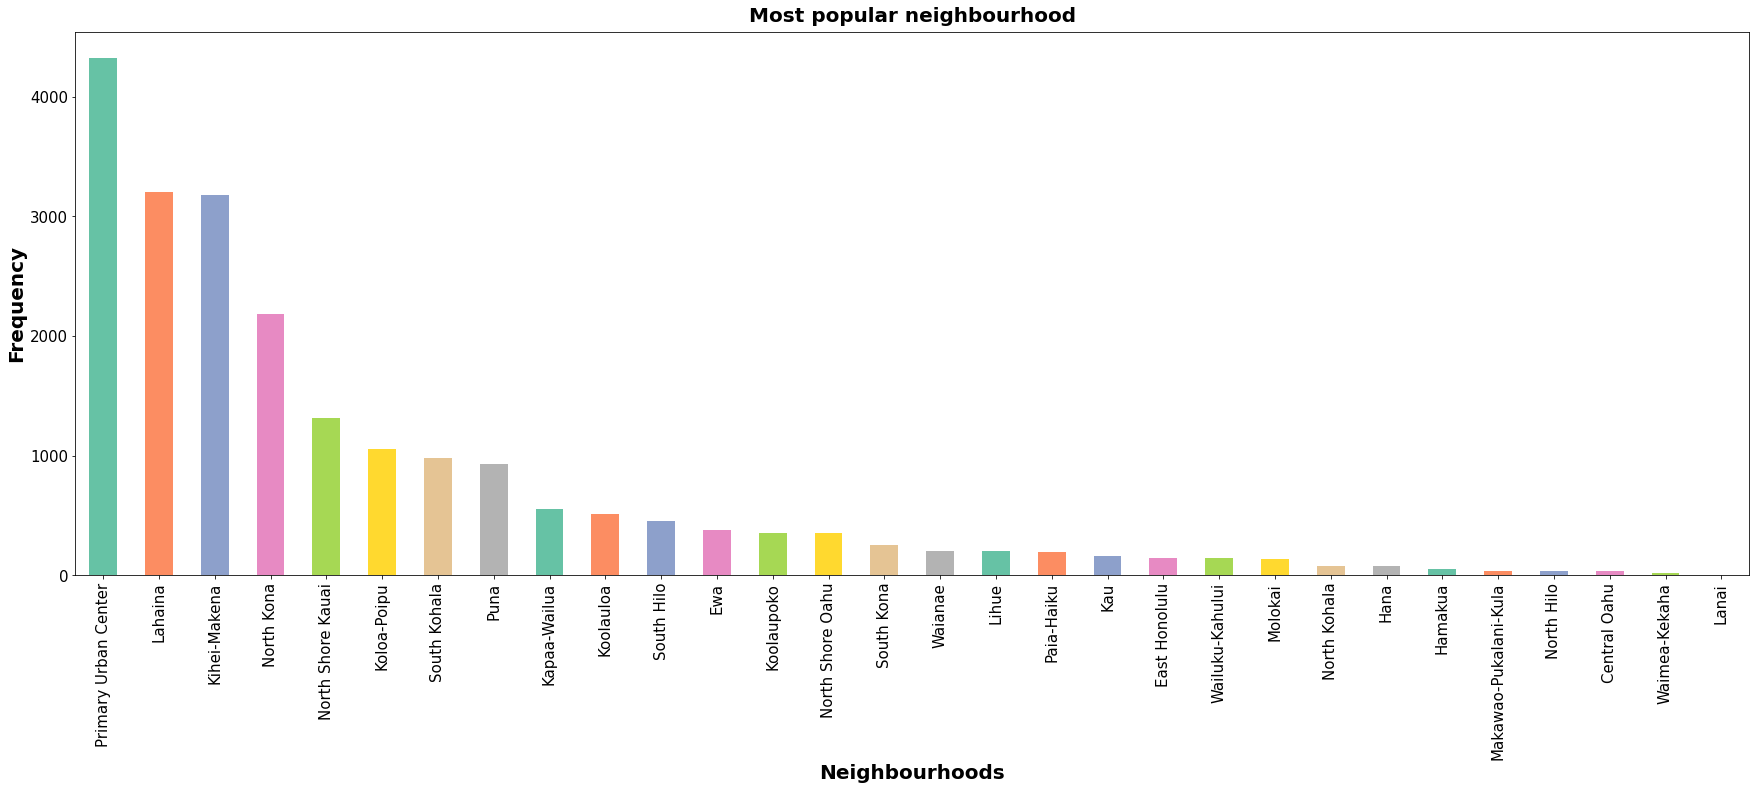 Most popular neighbourhood
Frequency
4000
3000
2000
1000
0
Primary Urban Center
Lahaina
Kihei-Makena
North Kona
North Shore Kauai
Koloa-Poipu
South Kohala
Puna
Kapaa-Wailua
Koolauloa
South Hilo
Ewa
Koolaupoko
North Shore Oahu
South Kona
Waianae
Lihue
Paia-Haiku
Kau
East Honolulu
Wailuku-Kahului
Molokai
North Kohala
Hana
Hamakua
Makawao-Pukalani-Kula
North Hilo
Central Oahu
Waimea-Kekaha
Lanai
Neighbourhoods